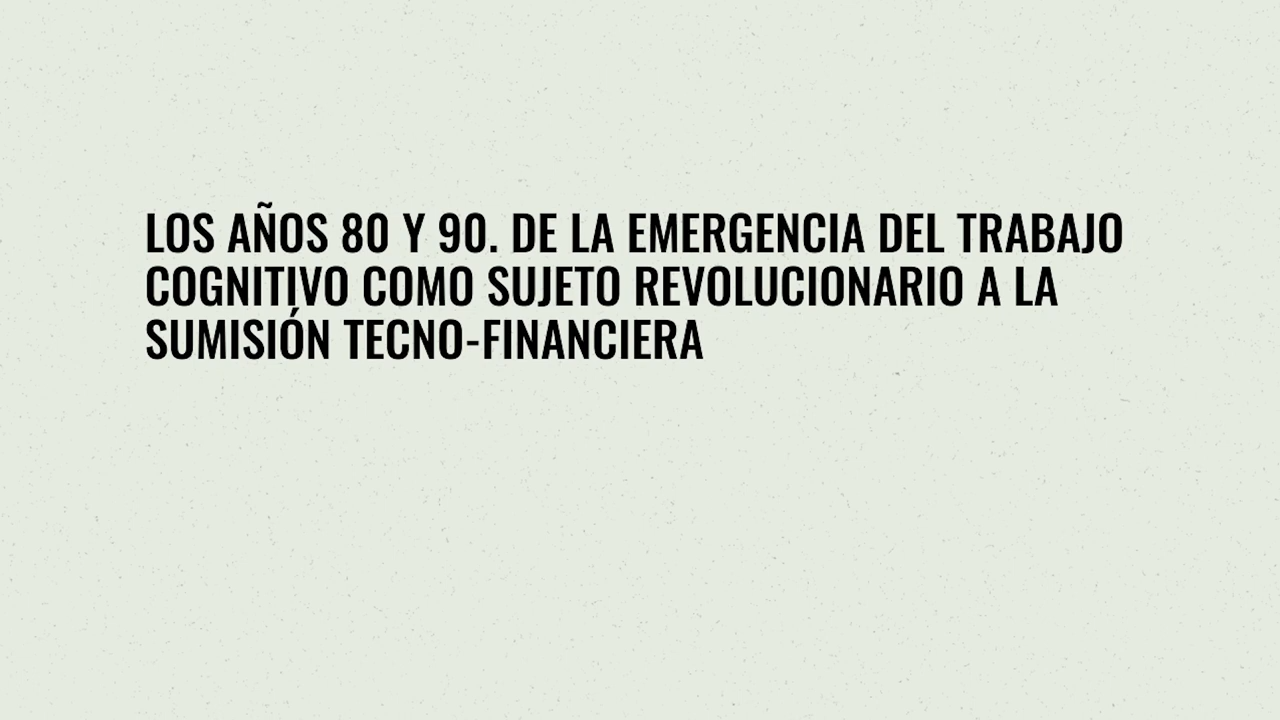 LOS AÑOS 80 Y 90. DE LA EMERGENCIA DEL TRABAJO
COGNITIVO COMO SUJETO REVOLUCIONARIO A LA
SUMISIÓN TECNO-FINANCIERA